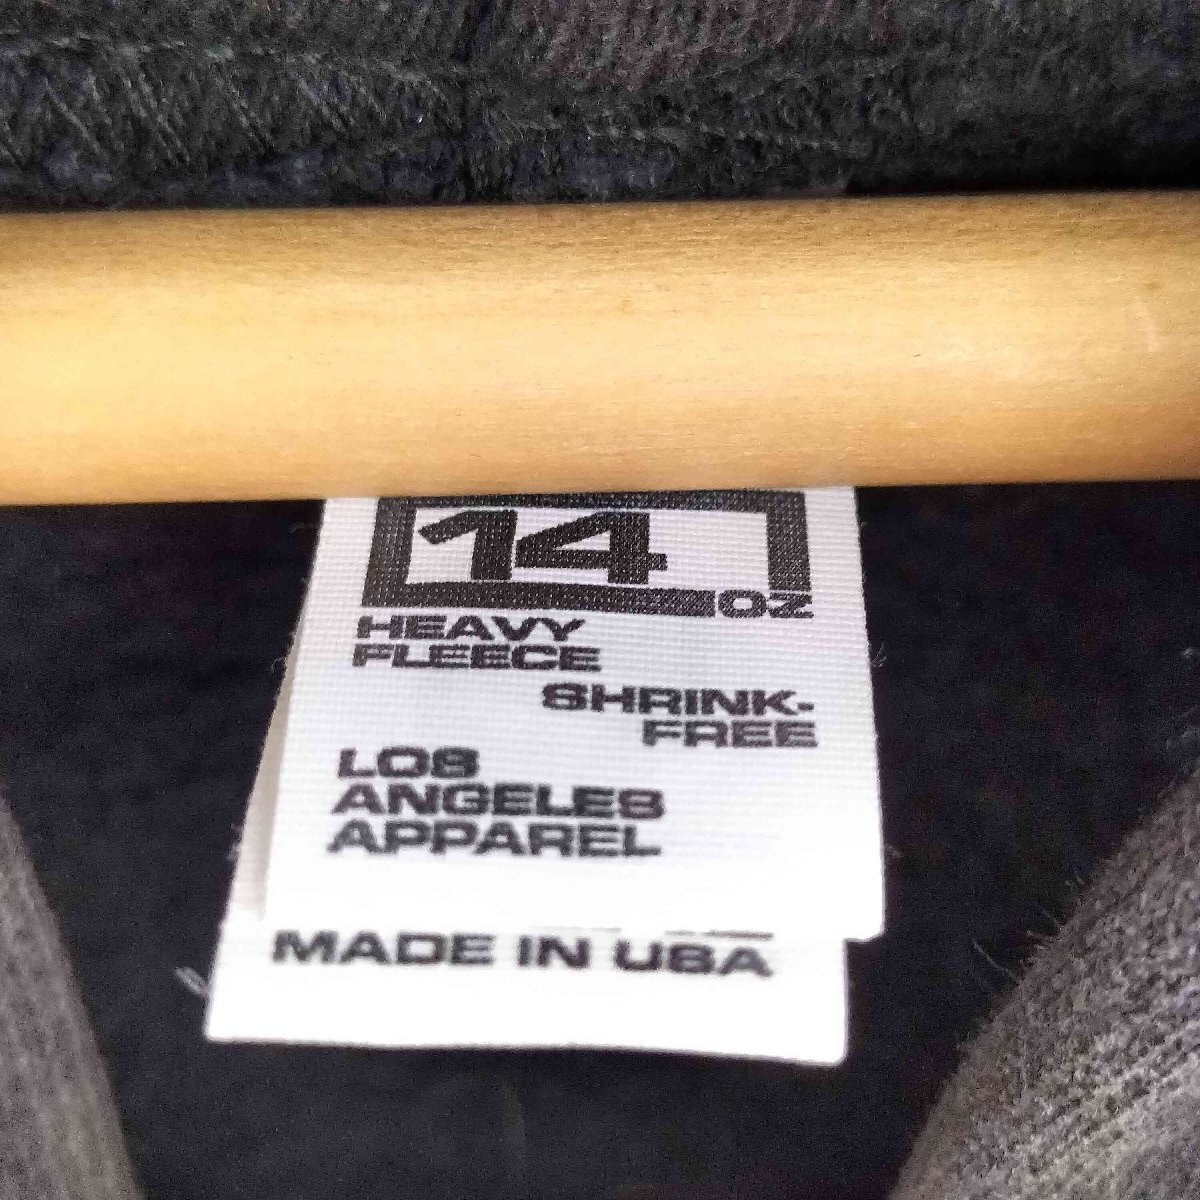 14
OZ
HEAVY
FLEECE
SHRINK-
FREE
LOS
ANGELES
APPAREL
MADE IN USA